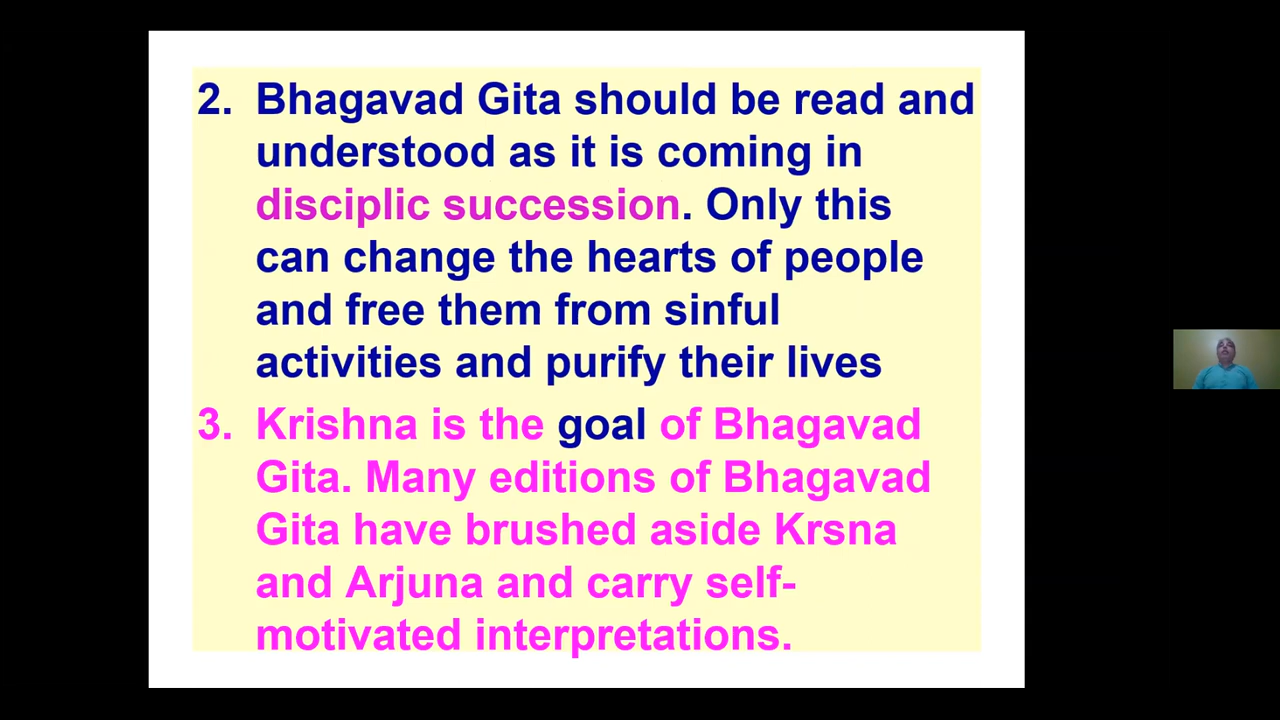 2. Bhagavad Gita should be read and
understood as it is coming in
disciplic succession. Only this
can change the hearts of people
and free them from sinful
activities and purify their lives
3. Krishna is the goal of Bhagavad
Gita. Many editions of Bhagavad
Gita have brushed aside Krsna
and Arjuna and carry self-
motivated interpretations.